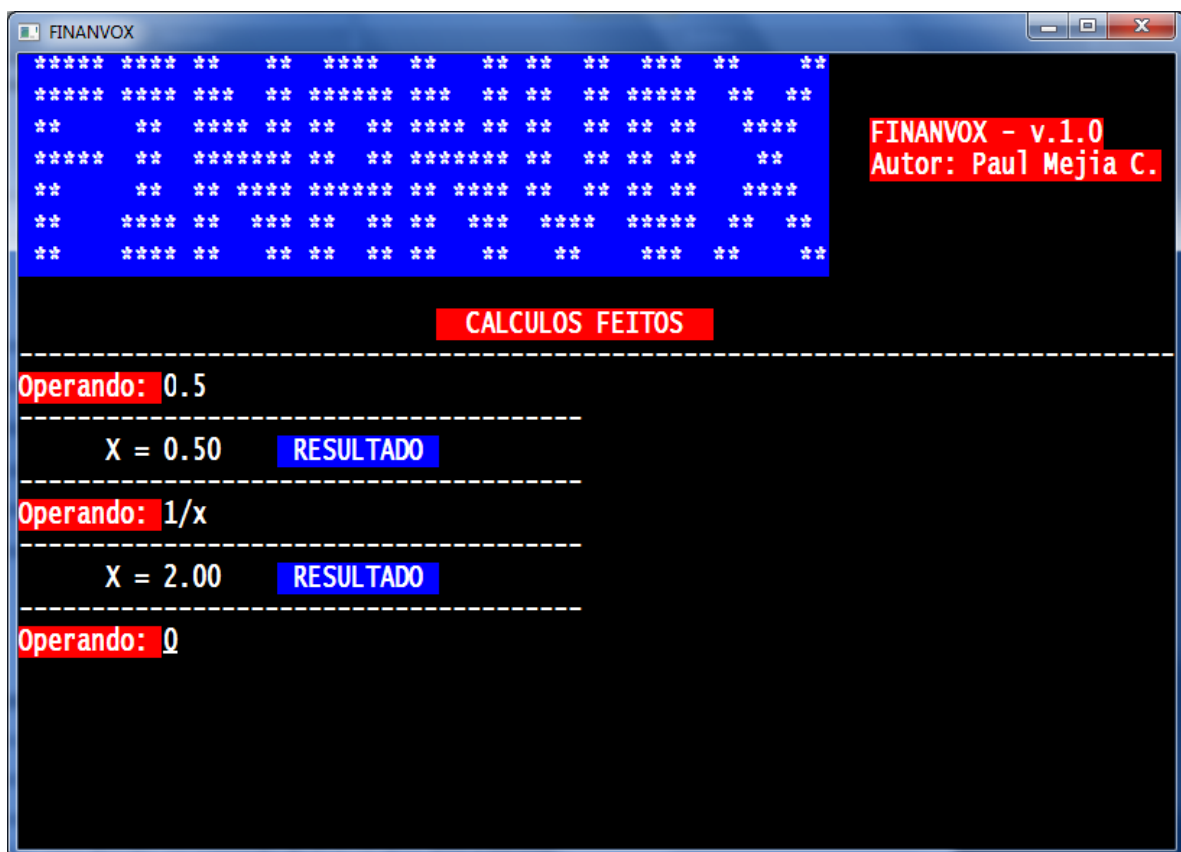 FINANVOX
***** **** **    **  ****  **    ** **  **  ***  **    **
***** **** ***   ** ****** ***   ** **  ** *****  **  **
**      **  **** ** **  ** **** ** **  ** ** **   ****
*****  **  ******* **  ** ******* **  ** ** **    **
**      **  ** **** ****** ** **** **  ** ** **   ****
**     **** **  *** **  ** **  ***  ****  *****  **  **
**     **** **   ** **  ** **   **   **    ***  **    **
FINANVOX - v.1.0
Autor: Paul Mejia C.
CALCULOS FEITOS
--------------------------------------------------------------------------------
Operando: 0.5
---------------------------------------
X = 0.50 RESULTADO
---------------------------------------
Operando: 1/x
---------------------------------------
X = 2.00 RESULTADO
---------------------------------------
Operando: 0